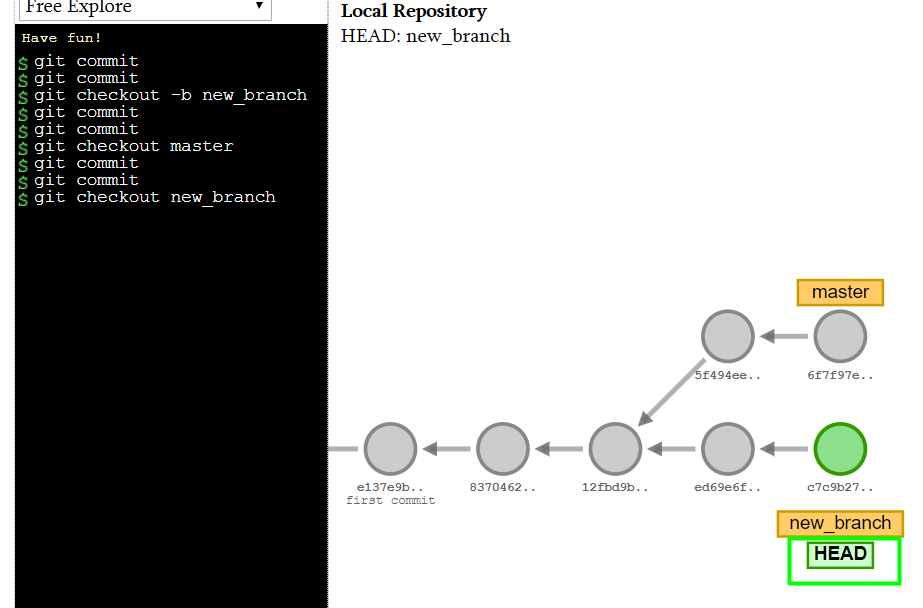 Free Explore ▼
Have fun!
$ git commit
$ git commit
$ git checkout -b new_branch
$ git commit
$ git commit
$ git checkout master
$ git commit
$ git commit
$ git checkout new_branch
Local Repository
HEAD: new_branch
master
5f494ee..
6f7f97e..
e137e9b..
first commit
8370462..
12fbd9b..
ed69e6f..
c7c9b27..
new_branch
HEAD